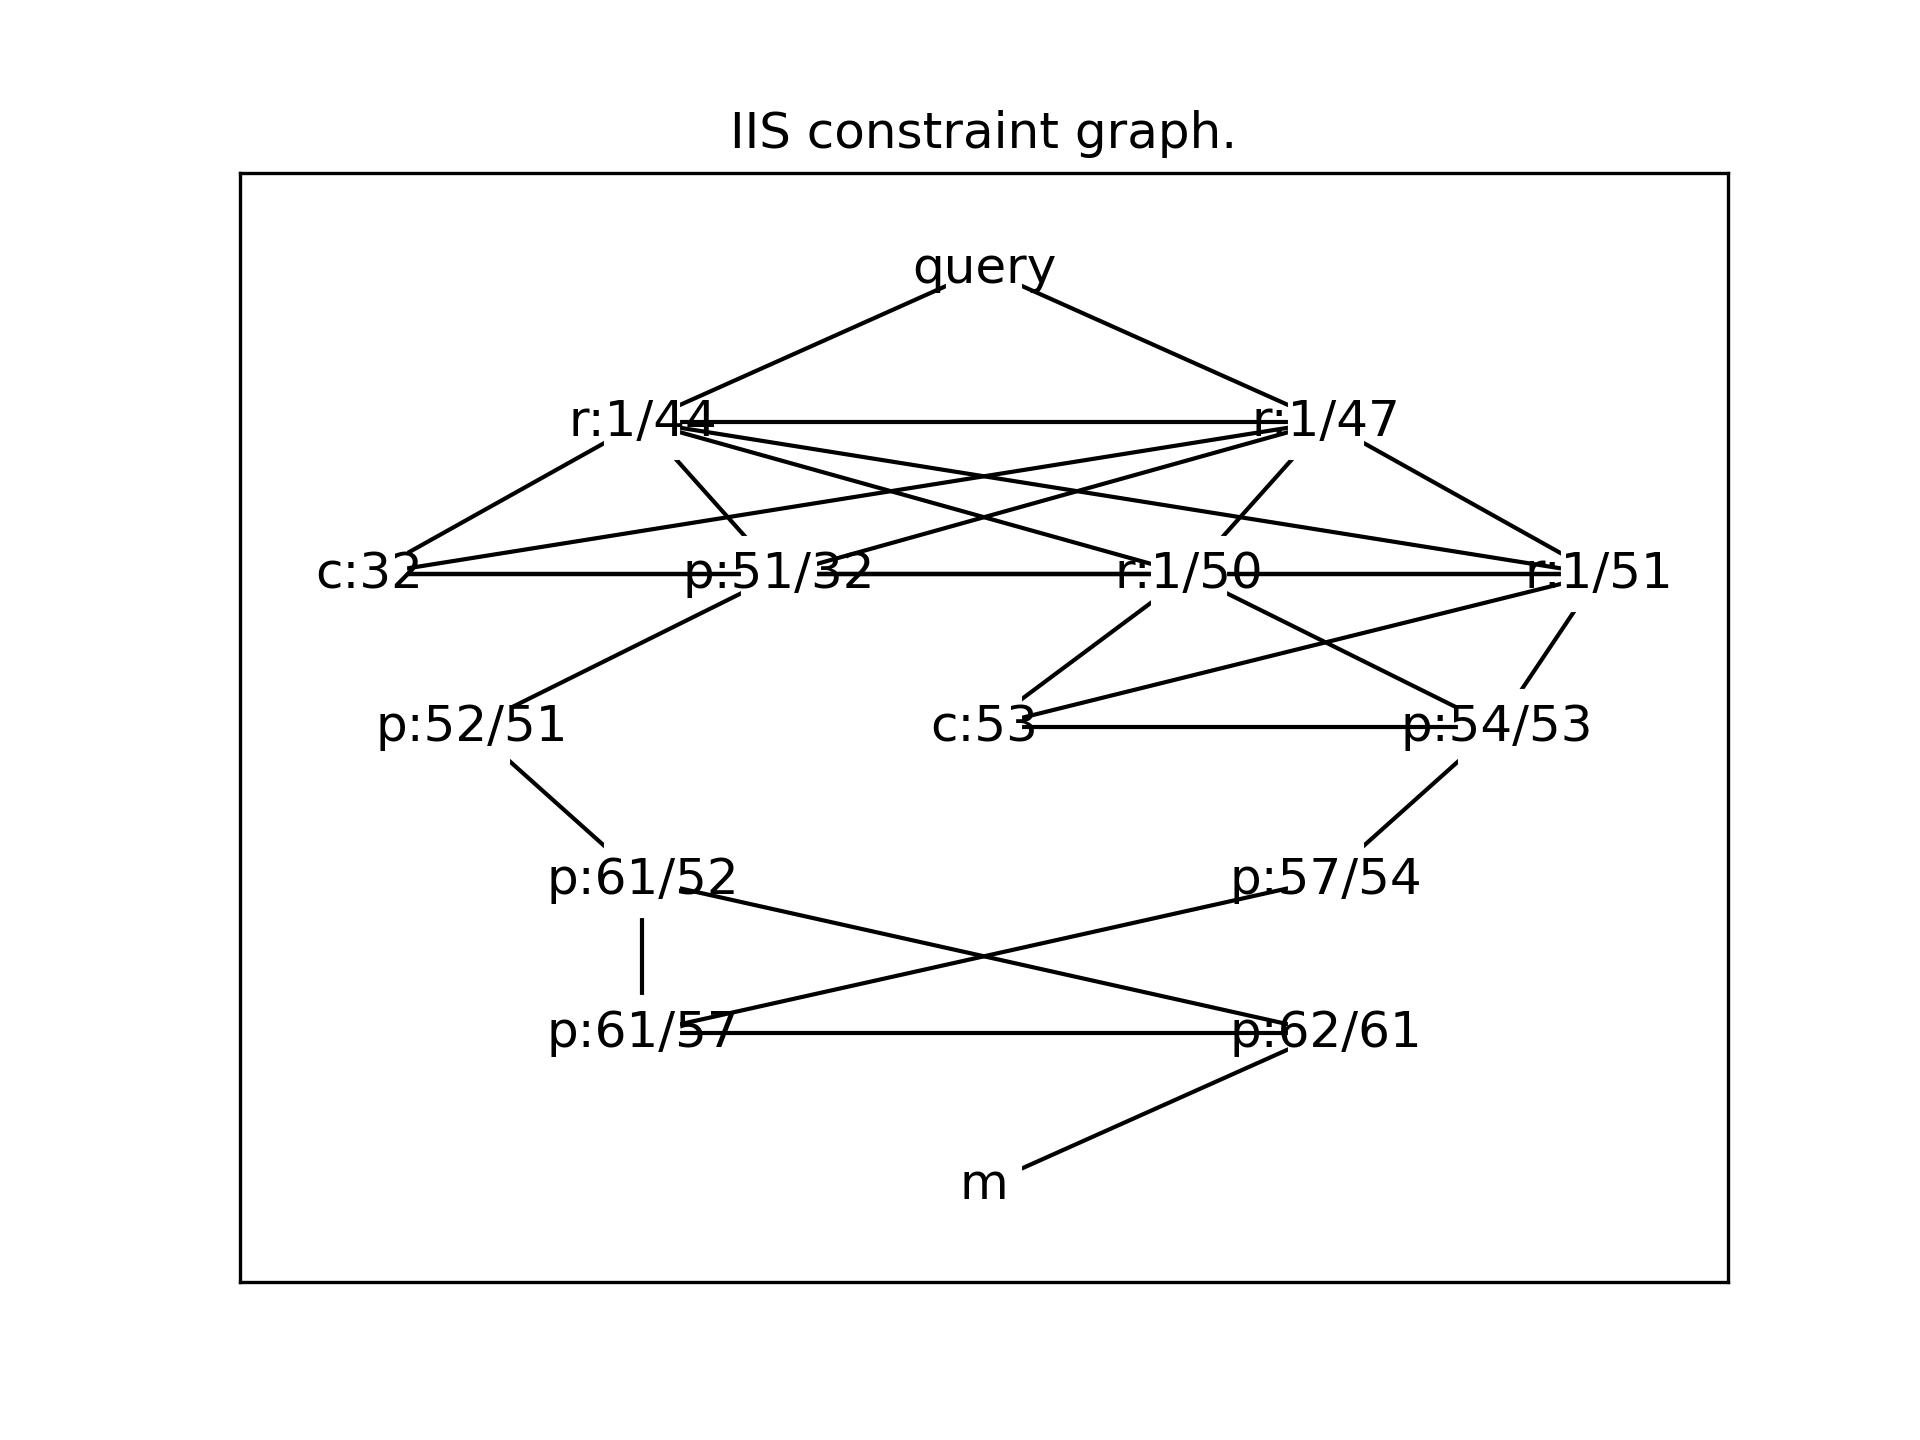 IIS constraint graph.
query
r:1/44 r:1/47
c:32 p:51/32 r:1/50 r:1/51
p:52/51 c:53 p:54/53
p:61/52 p:57/54
p:61/57 p:62/61
m